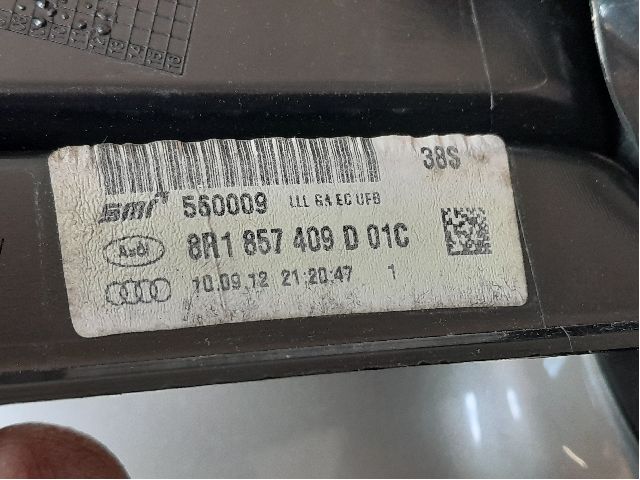 38S
SMR 560009 LLL 6A EC UFB
Audi 8R1 857 409 D 01C
10.09.12 21:20:47 1